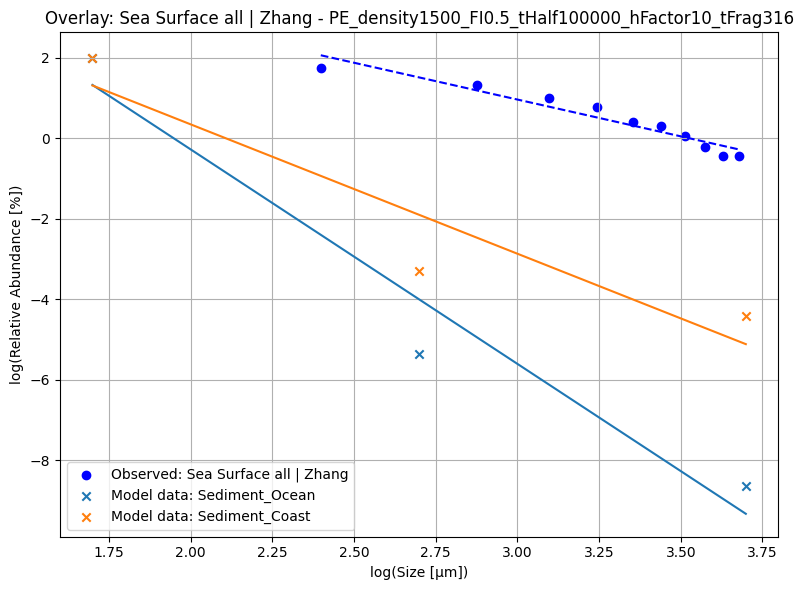 Overlay: Sea Surface all | Zhang - PE_density1500_FI0.5_tHalf100000_hFactor10_tFrag316
log(Relative Abundance [%])
2
0
−2
−4
−6
−8
Observed: Sea Surface all | Zhang
Model data: Sediment_Ocean
Model data: Sediment_Coast
1.75 2.00 2.25 2.50 2.75 3.00 3.25 3.50 3.75
log(Size [µm])